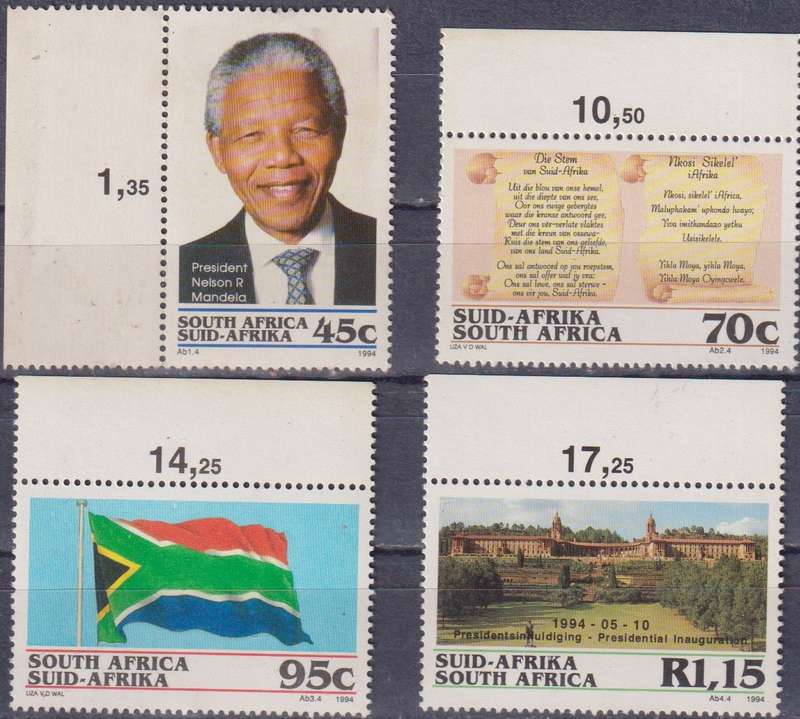 1,35
President
Nelson R
Mandela
SOUTH AFRICA
SUID-AFRIKA
45c
Ab1.4
1994
10,50
Die Stem
van Suid-Afrika
Uit die blou van onse hemel,
uit die diepte van ons see,
Oor ons ewige gebergtes
waar die kranse antwoord gee,
Deur ons vêr-verlate vlaktes
met die kreun van ossewa-
Ruis die stem van ons geliefde,
van ons land Suid-Afrika.
Ons sal antwoord op jou roepstem,
ons sal offer wat jy vra:
Ons sal lewe, ons sal sterwe -
ons vir jou, Suid-Afrika.
Nkosi Sikelel'
iAfrika
Nkosi, sikelel' iAfrica,
Maluphakam' uphondo lwayo;
Yiva imithandazo yethu
Usisikelele.
Yihla Moya, yihla Moya,
Yihla Moya Oyingcwele.
SUID-AFRIKA
SOUTH AFRICA
70c
LIZA V D WAL
Ab2.4
1994
14,25
SOUTH AFRICA
SUID-AFRIKA
95c
LIZA V D WAL
Ab3.4
1994
17,25
1994 - 05 - 10
Presidentsinhuldiging - Presidential Inauguration
SUID-AFRIKA
SOUTH AFRICA
R1,15
Ab4.4
1994